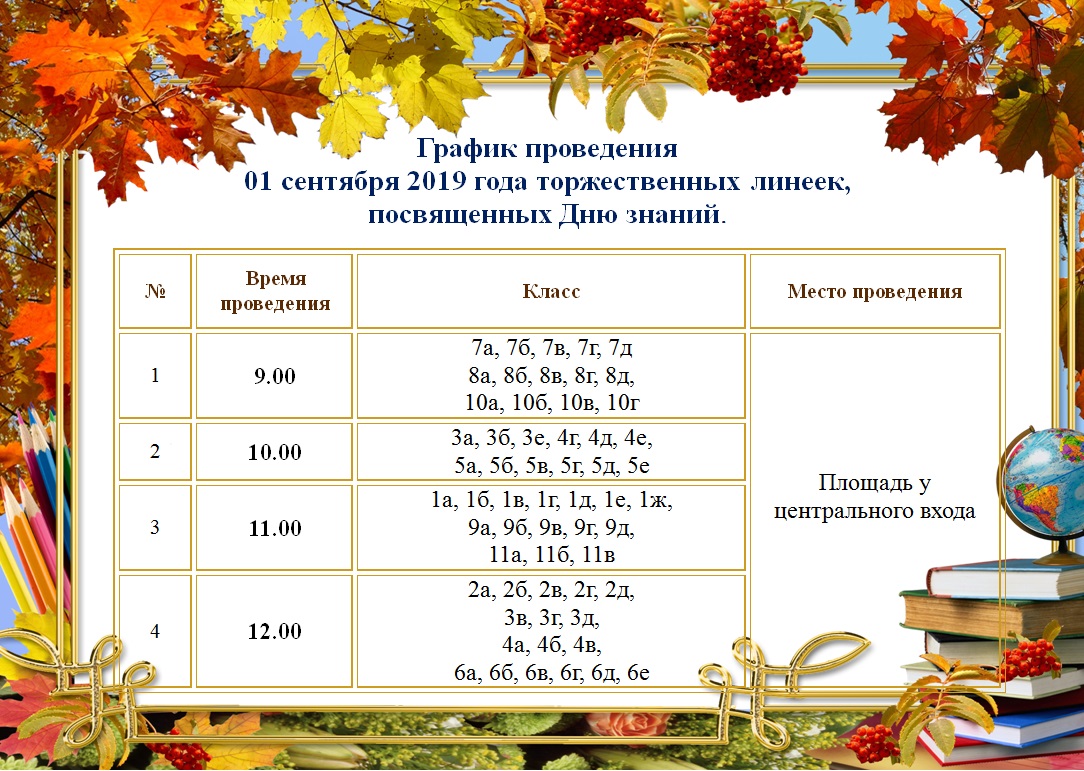 График проведения
01 сентября 2019 года торжественных линеек,
посвященных Дню знаний.
№
Время
проведения
Класс
Место проведения
1
9.00
7а, 7б, 7в, 7г, 7д
8а, 8б, 8в, 8г, 8д,
10а, 10б, 10в, 10г
2
10.00
3а, 3б, 3е, 4г, 4д, 4е,
5а, 5б, 5в, 5г, 5д, 5е
3
11.00
1а, 1б, 1в, 1г, 1д, 1е, 1ж,
9а, 9б, 9в, 9г, 9д,
11а, 11б, 11в
4
12.00
2а, 2б, 2в, 2г, 2д,
3в, 3г, 3д,
4а, 4б, 4в,
6а, 6б, 6в, 6г, 6д, 6е
Площадь у
центрального входа